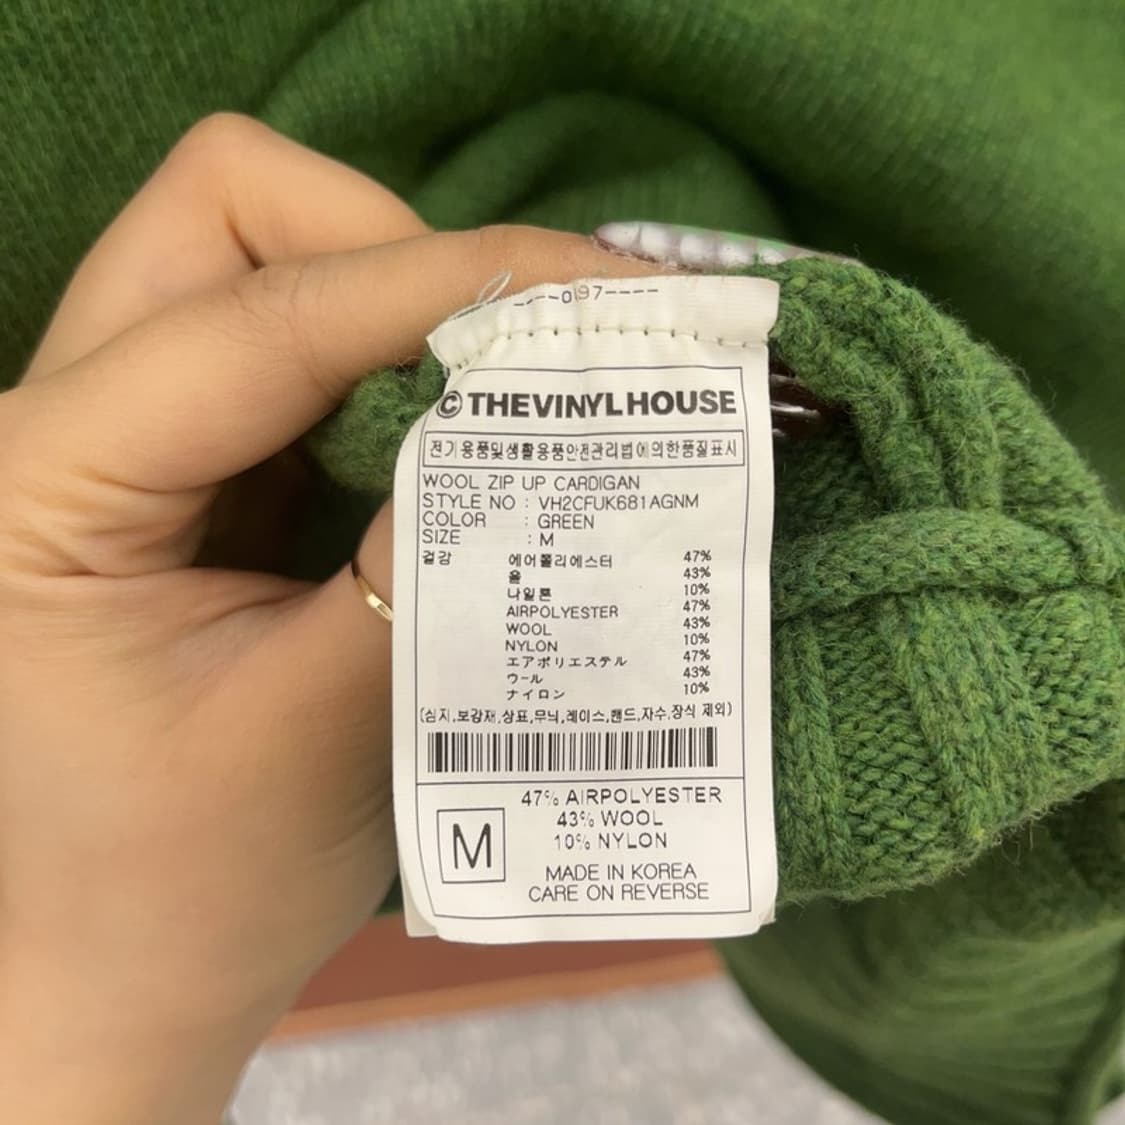 ----0197----
© THEVINYLHOUSE
전기용품및생활용품안전관리법에의한품질표시
WOOL ZIP UP CARDIGAN
STYLE NO : VH2CFUK681AGNM
COLOR : GREEN
SIZE : M
겉감 에어폴리에스터 47%
울 43%
나일론 10%
AIRPOLYESTER 47%
WOOL 43%
NYLON 10%
エアポリエステル 47%
ウール 43%
ナイロン 10%
(심지,보강재,상표,무늬,레이스,밴드,자수,장식 제외)
M
47% AIRPOLYESTER
43% WOOL
10% NYLON
MADE IN KOREA
CARE ON REVERSE